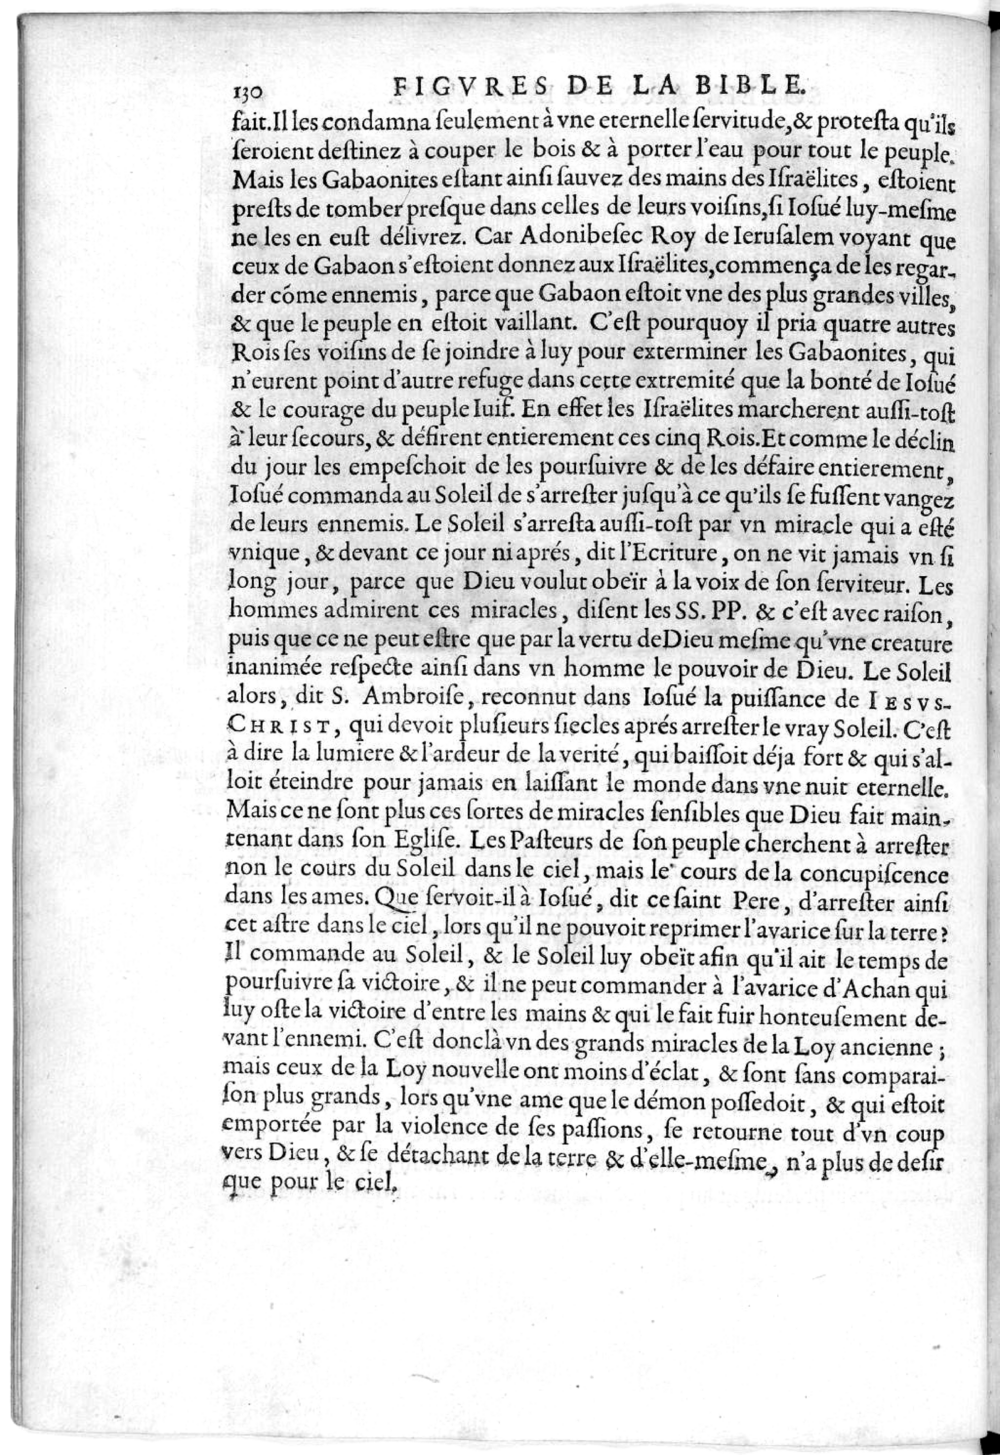 130 FIGVRES DE LA BIBLE.
fait. Il les condamna ſeulement à vne eternelle ſervitude, & proteſta qu'ils
ſeroient deſtinez à couper le bois & à porter l'eau pour tout le peuple.
Mais les Gabaonites eſtant ainſi ſauvez des mains des Iſraëlites, eſtoient
preſts de tomber preſque dans celles de leurs voiſins, ſi Ioſué luy-meſme
ne les en euſt délivrez. Car Adonibeſec Roy de Ieruſalem voyant que
ceux de Gabaon s'eſtoient donnez aux Iſraëlites, commença de les regar-
der cóme ennemis, parce que Gabaon eſtoit vne des plus grandes villes,
& que le peuple en eſtoit vaillant. C'eſt pourquoy il pria quatre autres
Rois ſes voiſins de ſe joindre à luy pour exterminer les Gabaonites, qui
n'eurent point d'autre refuge dans cette extremité que la bonté de Ioſué
& le courage du peuple Iuif. En effet les Iſraëlites marcherent auſſi-toſt
à leur ſecours, & défirent entierement ces cinq Rois. Et comme le déclin
du jour les empeſchoit de les pourſuivre & de les défaire entierement,
Ioſué commanda au Soleil de s'arreſter juſqu'à ce qu'ils ſe fuſſent vangez
de leurs ennemis. Le Soleil s'arreſta auſſi-toſt par vn miracle qui a eſté
vnique, & devant ce jour ni aprés, dit l'Ecriture, on ne vit jamais vn ſi
long jour, parce que Dieu voulut obeïr à la voix de ſon ſerviteur. Les
hommes admirent ces miracles, diſent les SS. PP. & c'eſt avec raiſon,
puis que ce ne peut eſtre que par la vertu de Dieu meſme qu'vne creature
inanimée reſpecte ainſi dans vn homme le pouvoir de Dieu. Le Soleil
alors, dit S. Ambroiſe, reconnut dans Ioſué la puiſſance de IESVS-
CHRIST, qui devoit pluſieurs ſiecles aprés arreſter le vray Soleil. C'eſt
à dire la lumiere & l'ardeur de la verité, qui baiſſoit déja fort & qui s'al-
loit éteindre pour jamais en laiſſant le monde dans vne nuit eternelle.
Mais ce ne ſont plus ces ſortes de miracles ſenſibles que Dieu fait main-
tenant dans ſon Egliſe. Les Paſteurs de ſon peuple cherchent à arreſter
non le cours du Soleil dans le ciel, mais le cours de la concupiſcence
dans les ames. Que ſervoit-il à Ioſué, dit ce ſaint Pere, d'arreſter ainſi
cet aſtre dans le ciel, lors qu'il ne pouvoit reprimer l'avarice ſur la terre?
Il commande au Soleil, & le Soleil luy obeït afin qu'il ait le temps de
pourſuivre ſa victoire, & il ne peut commander à l'avarice d'Achan qui
luy oſte la victoire d'entre les mains & qui le fait fuir honteuſement de-
vant l'ennemi. C'eſt donc là vn des grands miracles de la Loy ancienne;
mais ceux de la Loy nouvelle ont moins d'éclat, & ſont ſans comparai-
ſon plus grands, lors qu'vne ame que le démon poſſedoit, & qui eſtoit
emportée par la violence de ſes paſſions, ſe retourne tout d'vn coup
vers Dieu, & ſe détachant de la terre & d'elle-meſme, n'a plus de deſir
que pour le ciel.